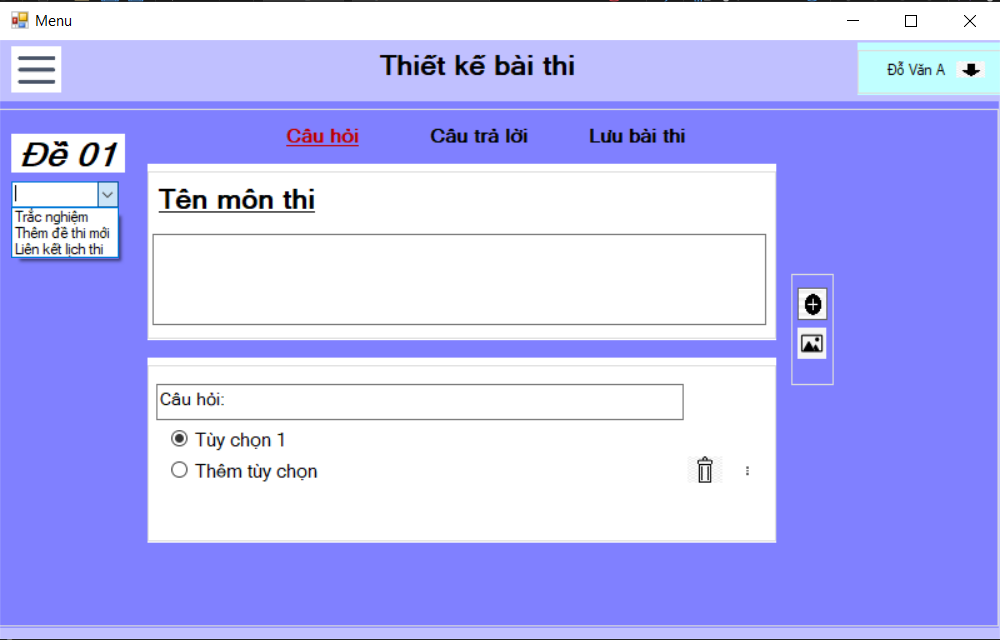 Menu
Thiết kế bài thi
Đỗ Văn A
Câu hỏi
Câu trả lời
Lưu bài thi
Đề 01
Trắc nghiệm
Thêm đề thi mới
Liên kết lịch thi
Tên môn thi
Câu hỏi:
Tùy chọn 1
Thêm tùy chọn